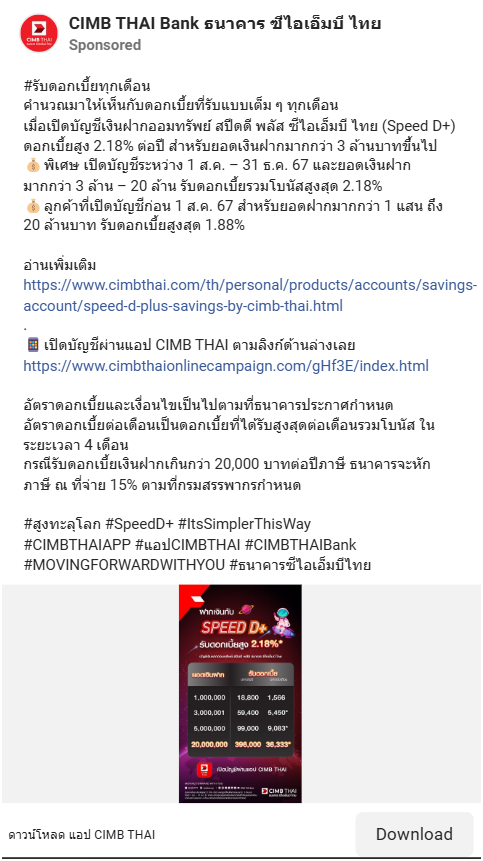 CIMB THAI Bank ธนาคาร ซีไอเอ็มบี ไทย
CIMB THAI
Sponsored
#รับดอกเบี้ยทุกเดือน
คำนวณมาให้เห็นกับดอกเบี้ยที่รับแบบเต็ม ๆ ทุกเดือน
เมื่อเปิดบัญชีเงินฝากออมทรัพย์ สปีดดี พลัส ซีไอเอ็มบี ไทย (Speed D+)
ดอกเบี้ยสูง 2.18% ต่อปี สำหรับยอดเงินฝากมากกว่า 3 ล้านบาทขึ้นไป
💰 พิเศษ เปิดบัญชีระหว่าง 1 ส.ค. – 31 ธ.ค. 67 และยอดเงินฝาก
มากกว่า 3 ล้าน – 20 ล้าน รับดอกเบี้ยรวมโบนัสสูงสุด 2.18%
💰 ลูกค้าที่เปิดบัญชีก่อน 1 ส.ค. 67 สำหรับยอดฝากมากกว่า 1 แสน ถึง
20 ล้านบาท รับดอกเบี้ยสูงสุด 1.88%
อ่านเพิ่มเติม
https://www.cimbthai.com/th/personal/products/accounts/savings-
account/speed-d-plus-savings-by-cimb-thai.html
.
📱 เปิดบัญชีผ่านแอป CIMB THAI ตามลิงก์ด้านล่างเลย
https://www.cimbthaionlinecampaign.com/gHf3E/index.html
อัตราดอกเบี้ยและเงื่อนไขเป็นไปตามที่ธนาคารประกาศกำหนด
อัตราดอกเบี้ยต่อเดือนเป็นดอกเบี้ยที่ได้รับสูงสุดต่อเดือนรวมโบนัส ใน
ระยะเวลา 4 เดือน
กรณีรับดอกเบี้ยเงินฝากเกินกว่า 20,000 บาทต่อปีภาษี ธนาคารจะหัก
ภาษี ณ ที่จ่าย 15% ตามที่กรมสรรพากรกำหนด
#สูงทะลุโลก #SpeedD+ #ItsSimplerThisWay
#CIMBTHAIAPP #แอปCIMBTHAI #CIMBTHAIBank
#MOVINGFORWARDWITHYOU #ธนาคารซีไอเอ็มบีไทย
ฝากเงินกับ
SPEED D+
รับดอกเบี้ยสูง 2.18%*
ยอดเงินฝาก รับดอกเบี้ย
1,000,000 18,800 1,566
3,000,001 59,400 5,450*
5,000,000 99,000 9,083*
20,000,000 396,000 36,333*
เปิดบัญชีผ่านแอป CIMB THAI
CIMB THAI
ดาวน์โหลด แอป CIMB THAI
Download